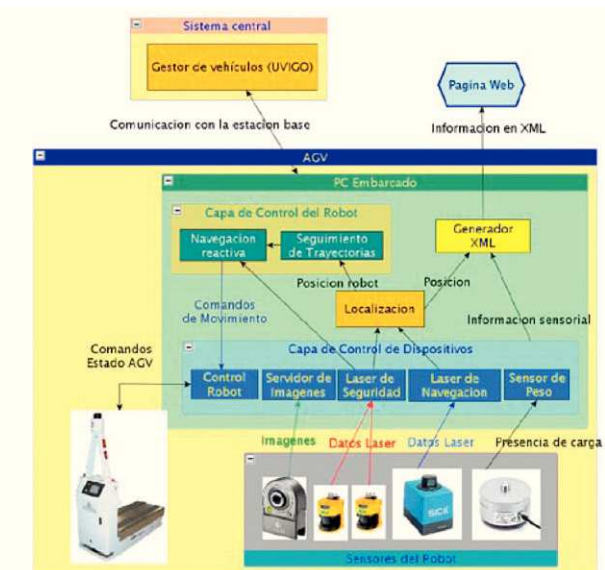 Sistema central
Gestor de vehículos (UVIGO)
Pagina Web
Comunicacion con la estacion base
Informacion en XML
AGV
PC Embarcado
Capa de Control del Robot
Navegacion
reactiva
Seguimiento
de Trayectorias
Generador
XML
Posicion robot
Posicion
Localizacion
Comandos
de Movimiento
Informacion sensorial
Comandos
Estado AGV
Capa de Control de Dispositivos
Control
Robot
Servidor de
Imagenes
Laser de
Seguridad
Laser de
Navegacion
Sensor de
Peso
Imagenes
Datos Laser
Datos Laser
Presencia de carga
SICK
Sensores del Robot